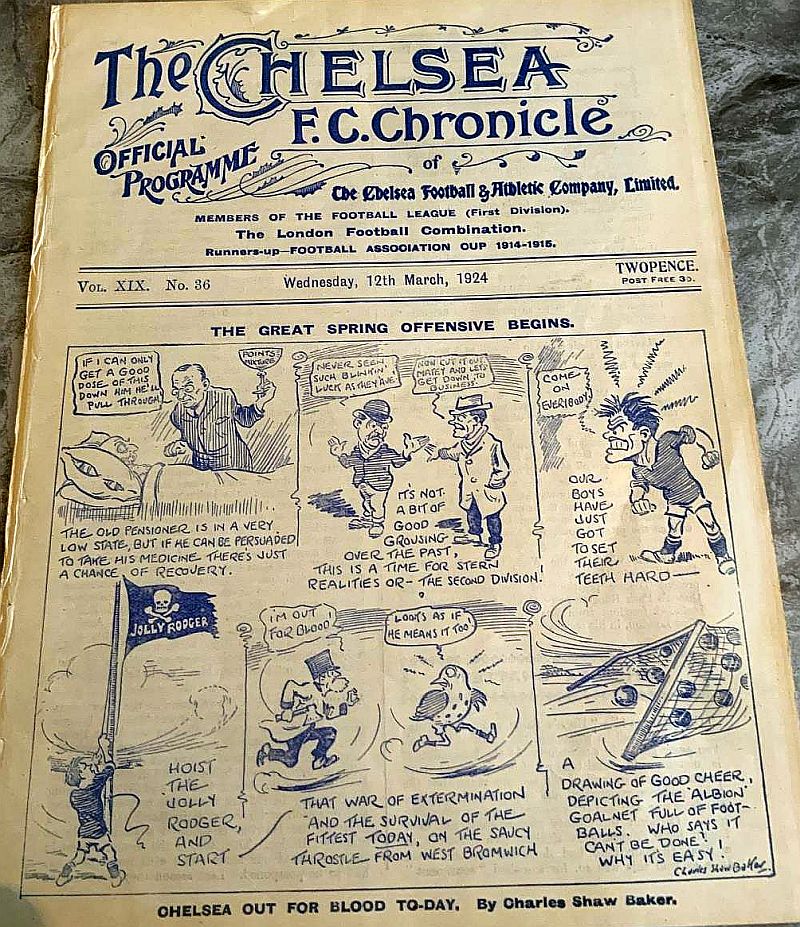 The CHELSEA
F.C. Chronicle
OFFICIAL
PROGRAMME
of
The Chelsea Football & Athletic Company, Limited.
MEMBERS OF THE FOOTBALL LEAGUE (First Division).
The London Football Combination.
Runners-up—FOOTBALL ASSOCIATION CUP 1914-1915.
VOL. XIX. No. 36
Wednesday, 12th March, 1924
TWOPENCE.
POST FREE 3D.
THE GREAT SPRING OFFENSIVE BEGINS.
IF I CAN ONLY
GET A GOOD
DOSE OF THIS
DOWN HIM HE'LL
PULL THROUGH
POINTS
MIXTURE
THE OLD PENSIONER IS IN A VERY
LOW STATE, BUT IF HE CAN BE PERSUADED
TO TAKE HIS MEDICINE THERE'S JUST
A CHANCE OF RECOVERY.
NEVER SEEN
SUCH BLINKIN'
LUCK AS THEY 'AVE!
NOW CUT IT OUT
MATEY AND LETS
GET DOWN TO
BUSINESS
IT'S NOT
A BIT OF
GOOD
GROUSING
OVER THE PAST,
THIS IS A TIME FOR STERN
REALITIES OR— THE SECOND DIVISION!
COME
ON
EVERYBODY
OUR
BOYS
HAVE
JUST
GOT
TO SET
THEIR
TEETH HARD—
JOLLY RODGER
HOIST
THE
JOLLY
RODGER,
AND
START
I'M OUT
FOR BLOOD
LOOKS AS IF
HE MEANS IT TOO!
THAT WAR OF EXTERMINATION
AND THE SURVIVAL OF THE
FITTEST TODAY, ON THE SAUCY
THROSTLE FROM WEST BROMWICH
A
DRAWING OF GOOD CHEER,
DEPICTING THE "ALBION"
GOALNET FULL OF FOOT-
BALLS. WHO SAYS IT
CAN'T BE DONE?!
WHY IT'S EASY!
Charles Shaw Baker.
CHELSEA OUT FOR BLOOD TO-DAY. By Charles Shaw Baker.